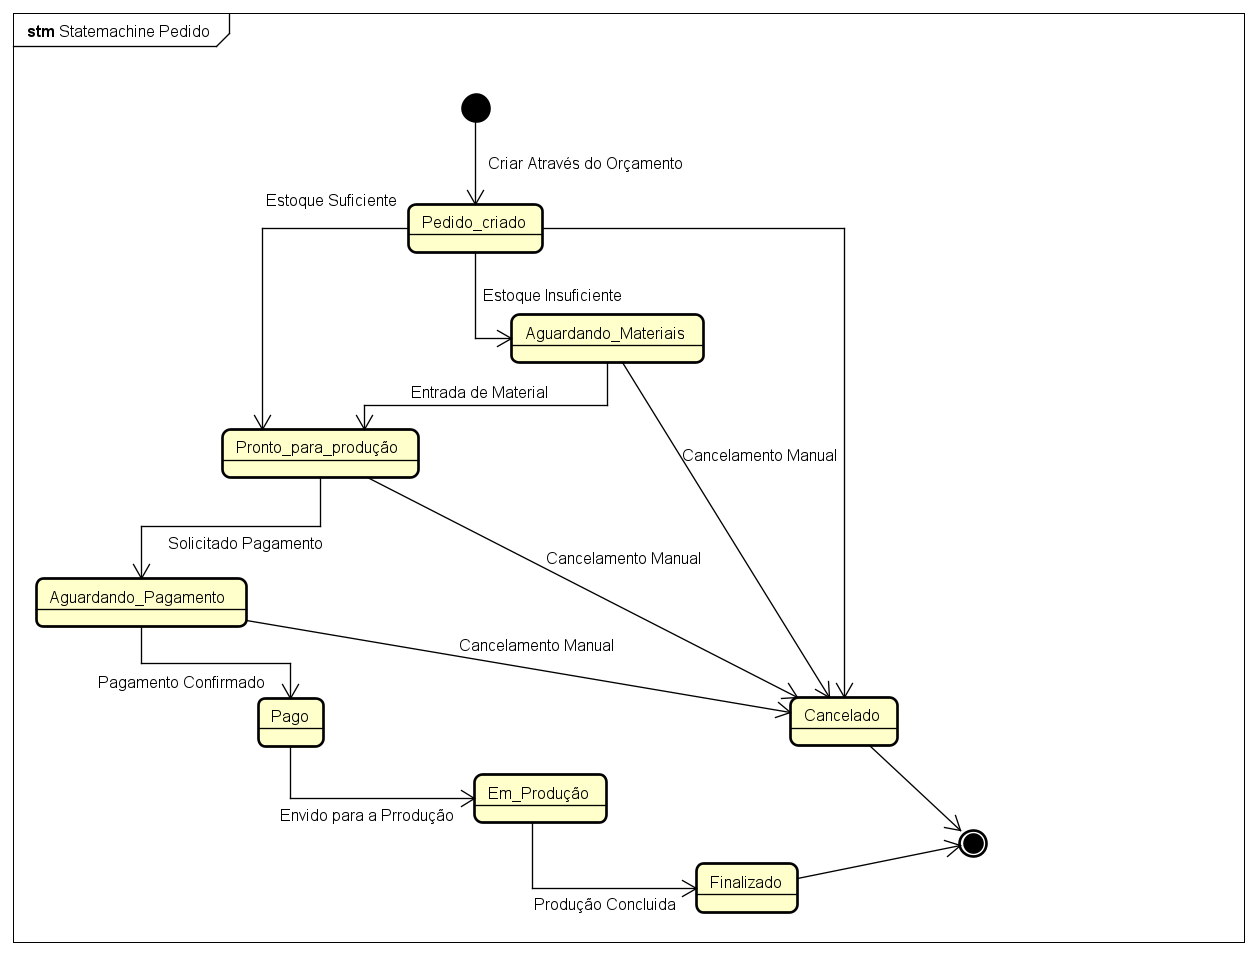 stm Statemachine Pedido
Criar Através do Orçamento
Estoque Suficiente
Pedido_criado
Estoque Insuficiente
Aguardando_Materiais
Entrada de Material
Pronto_para_produção
Cancelamento Manual
Solicitado Pagamento
Cancelamento Manual
Aguardando_Pagamento
Cancelamento Manual
Pagamento Confirmado
Pago
Cancelado
Em_Produção
Envido para a Prrodução
Finalizado
Produção Concluida